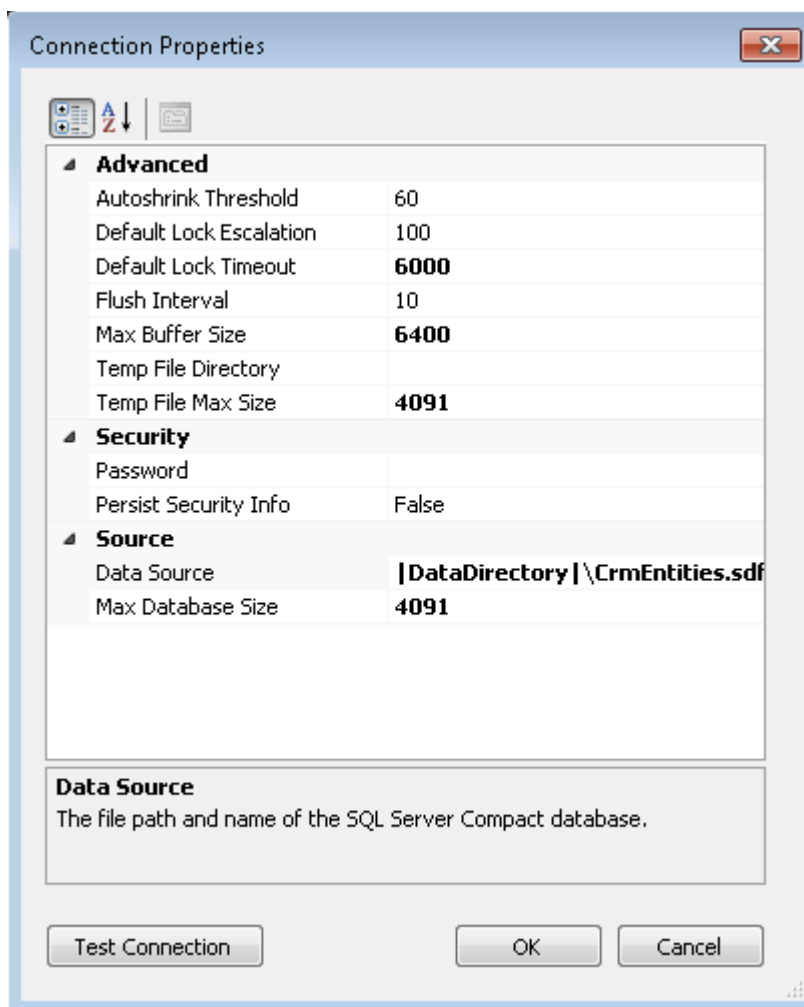 Connection Properties
A
Z
Advanced
Autoshrink Threshold 60
Default Lock Escalation 100
Default Lock Timeout 6000
Flush Interval 10
Max Buffer Size 6400
Temp File Directory
Temp File Max Size 4091
Security
Password
Persist Security Info False
Source
Data Source |DataDirectory|\CrmEntities.sdf
Max Database Size 4091
Data Source
The file path and name of the SQL Server Compact database.
Test Connection OK Cancel